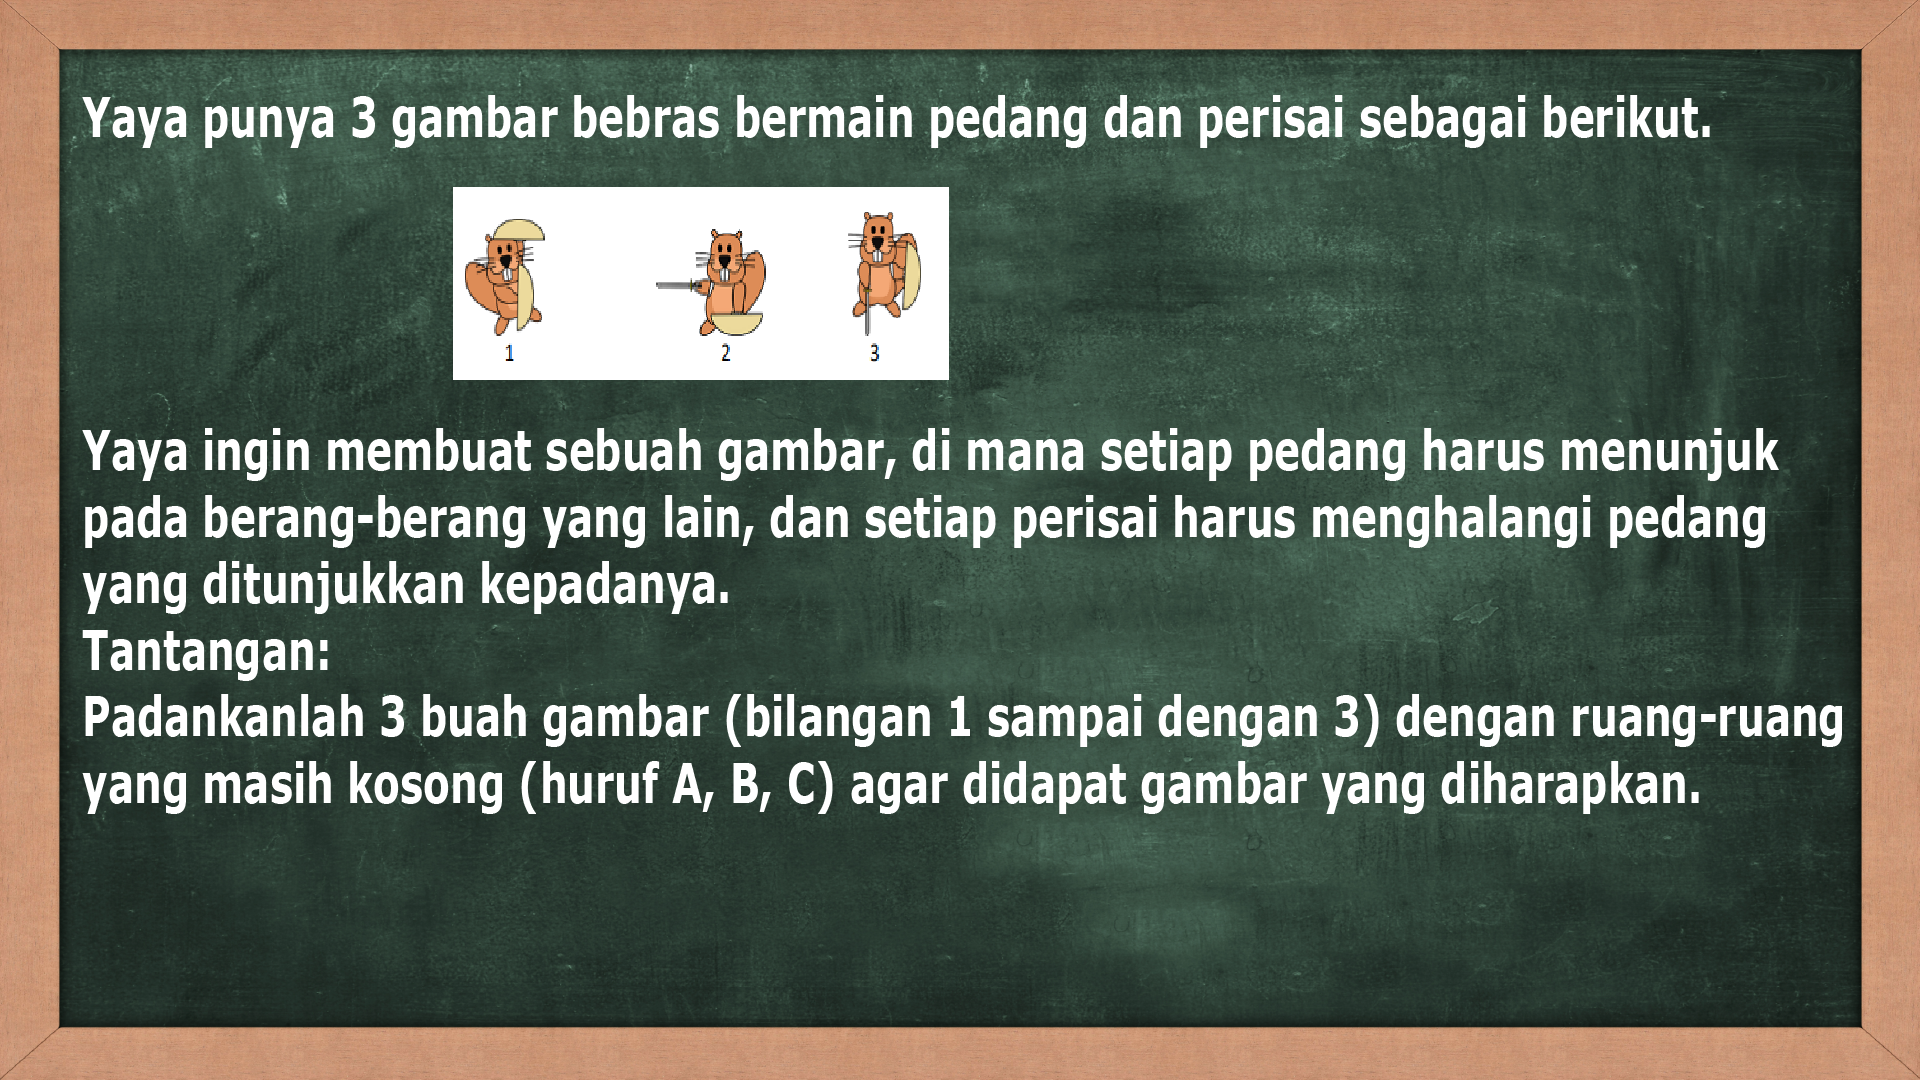 Yaya punya 3 gambar bebras bermain pedang dan perisai sebagai berikut.
1 2 3
Yaya ingin membuat sebuah gambar, di mana setiap pedang harus menunjuk
pada berang-berang yang lain, dan setiap perisai harus menghalangi pedang
yang ditunjukkan kepadanya.
Tantangan:
Padankanlah 3 buah gambar (bilangan 1 sampai dengan 3) dengan ruang-ruang
yang masih kosong (huruf A, B, C) agar didapat gambar yang diharapkan.